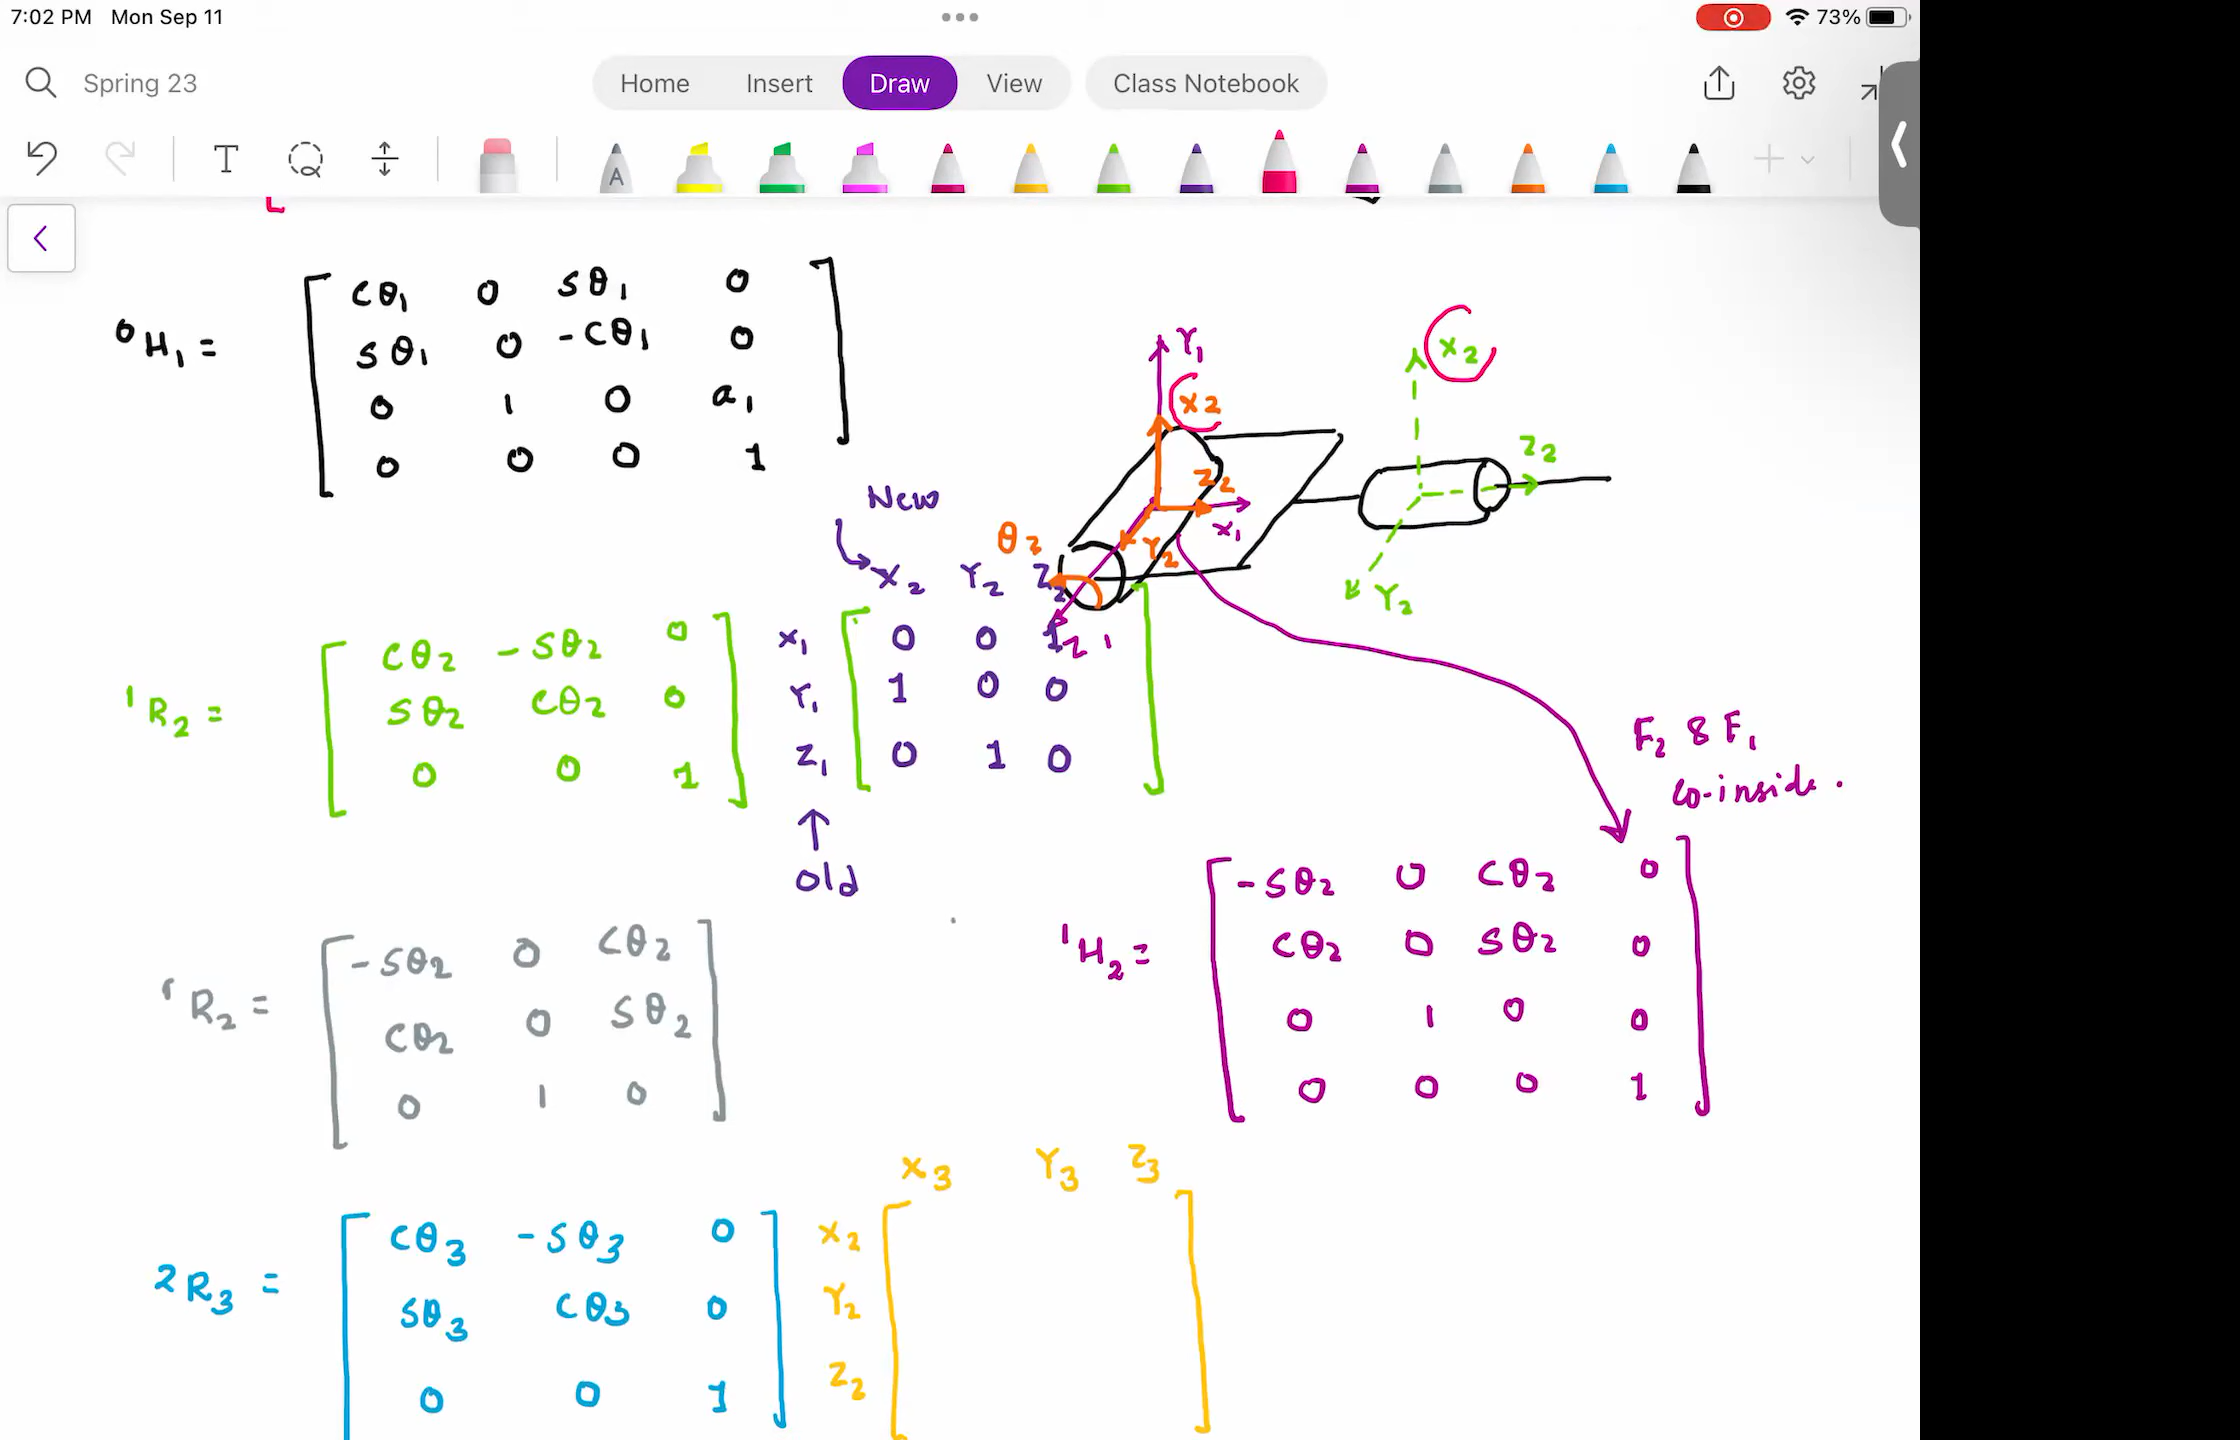 7:02 PM Mon Sep 11
73%
Spring 23
Home Insert Draw View Class Notebook
T
A
⁰H₁ =
cθ₁ 0 sθ₁ 0
sθ₁ 0 -cθ₁ 0
0 1 0 a₁
0 0 0 1
Y₁
X₂
Z₂
X₁
Y₂
θ₂
Z₁
X₂
Z₂
Y₂
New
X₂ Y₂ Z₂
¹R₂ =
cθ₂ -sθ₂ 0
sθ₂ cθ₂ 0
0 0 1
X₁ 0 0 1
Y₁ 1 0 0
Z₁ 0 1 0
old
F₂ & F₁
co-inside.
¹R₂ =
-sθ₂ 0 cθ₂
cθ₂ 0 sθ₂
0 1 0
¹H₂ =
-sθ₂ 0 cθ₂ 0
cθ₂ 0 sθ₂ 0
0 1 0 0
0 0 0 1
²R₃ =
cθ₃ -sθ₃ 0
sθ₃ cθ₃ 0
0 0 1
X₃ Y₃ Z₃
X₂
Y₂
Z₂